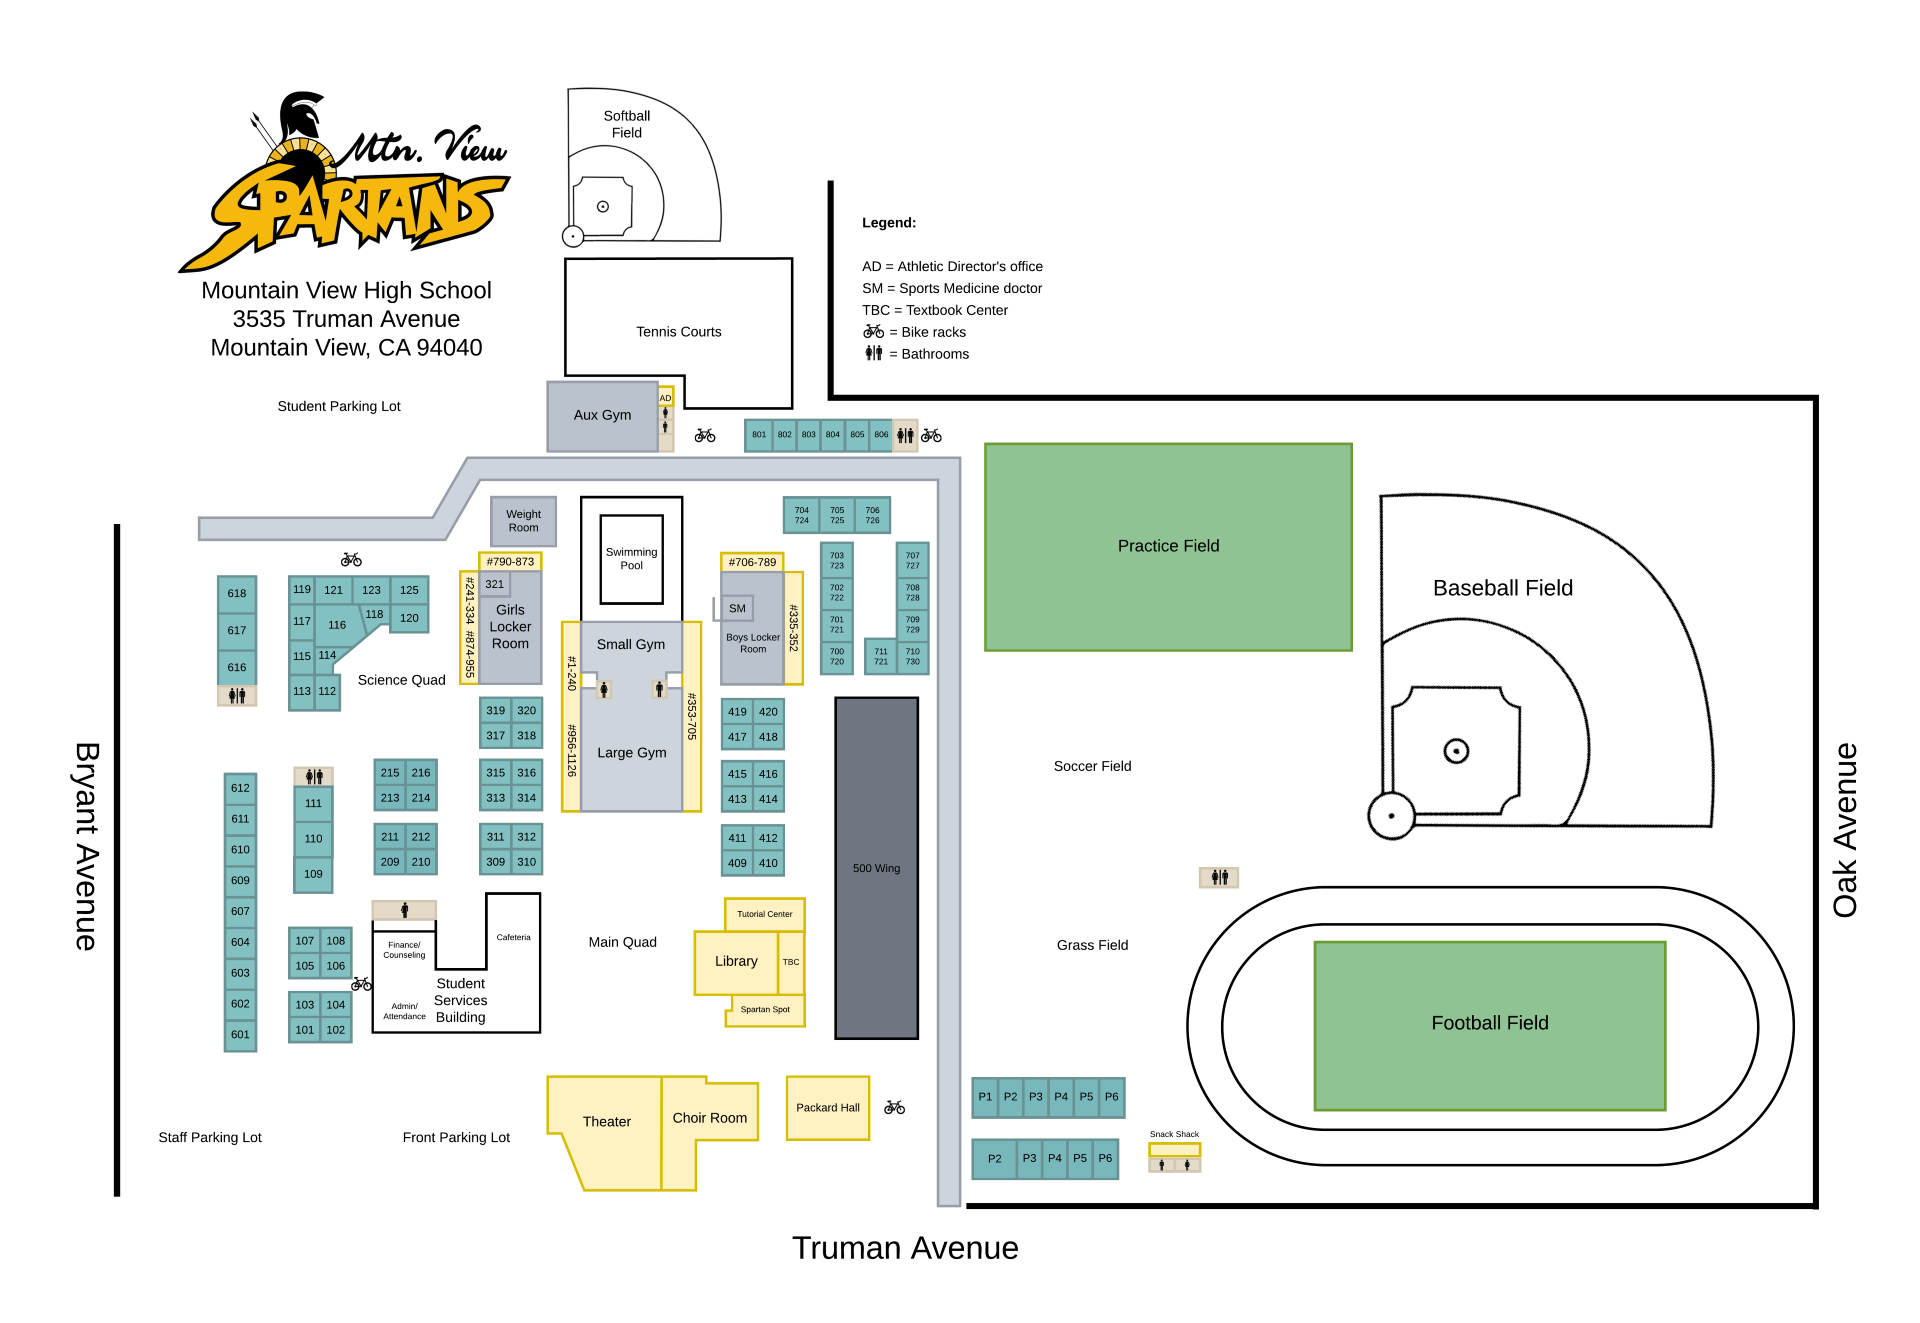 Mtn. View
SPARTANS
Mountain View High School
3535 Truman Avenue
Mountain View, CA 94040
Student Parking Lot
Softball
Field
Tennis Courts
Legend:
AD = Athletic Director's office
SM = Sports Medicine doctor
TBC = Textbook Center
= Bike racks
= Bathrooms
Aux Gym
AD
801 802 803 804 805 806
Weight
Room
Swimming
Pool
704 705 706
724 725 726
703
723
702
722
701
721
700
720
707
727
708
728
709
729
710
730
711
721
#790-873
321
#241-334 #874-955
Girls
Locker
Room
#706-789
SM
Boys Locker
Room
#335-352
Small Gym
Large Gym
#1-240
#956-1126
#353-705
618
617
616
119 121 123 125
117 116 118 120
115 114
113 112
Science Quad
319 320
317 318
315 316
313 314
311 312
309 310
215 216
213 214
211 212
209 210
111
110
109
612
611
610
609
607
604
603
602
601
107 108
105 106
103 104
101 102
419 420
417 418
415 416
413 414
411 412
409 410
500 Wing
Finance/
Counseling
Cafeteria
Student
Services
Building
Admin/
Attendance
Main Quad
Tutorial Center
Library
TBC
Spartan Spot
Theater
Choir Room
Packard Hall
Staff Parking Lot
Front Parking Lot
Practice Field
Baseball Field
Soccer Field
Grass Field
Football Field
P1 P2 P3 P4 P5 P6
P2 P3 P4 P5 P6
Snack Shack
Bryant Avenue
Oak Avenue
Truman Avenue